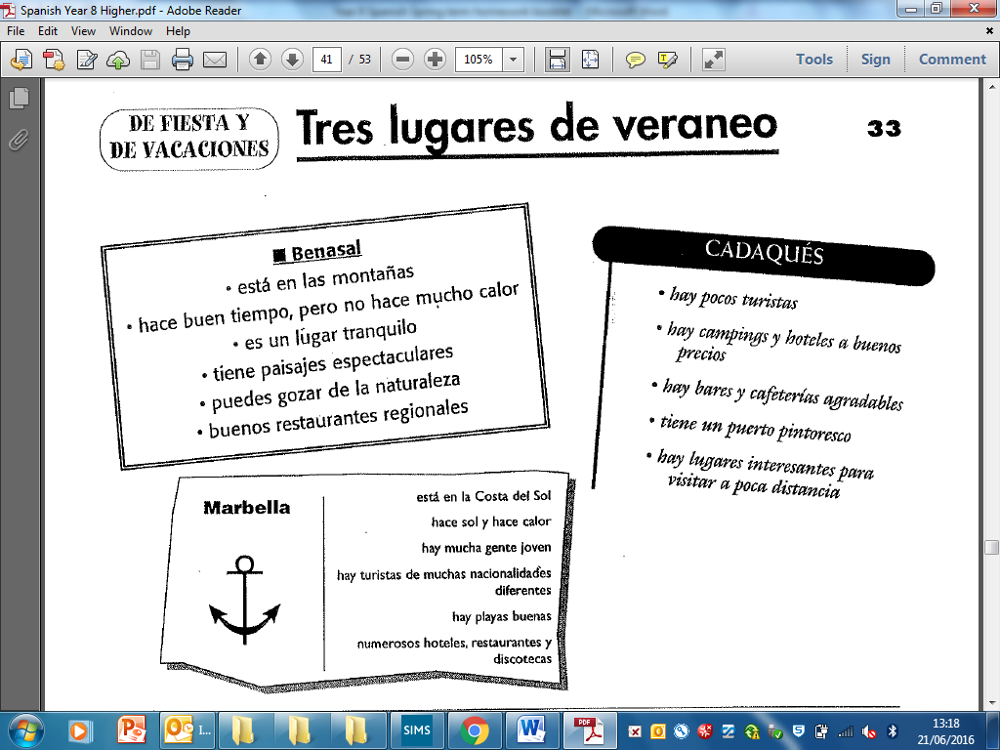 Spanish Year 8 Higher.pdf - Adobe Reader
File Edit View Window Help
41 / 53 105% Tools Sign Comment
DE FIESTA Y
DE VACACIONES
Tres lugares de veraneo
33
■ Benasal
• está en las montañas
• hace buen tiempo, pero no hace mucho calor
• es un lugar tranquilo
• tiene paisajes espectaculares
• puedes gozar de la naturaleza
• buenos restaurantes regionales
CADAQUÉS
• hay pocos turistas
• hay campings y hoteles a buenos
precios
• hay bares y cafeterías agradables
• tiene un puerto pintoresco
• hay lugares interesantes para
visitar a poca distancia
Marbella
está en la Costa del Sol
hace sol y hace calor
hay mucha gente joven
hay turistas de muchas nacionalidades
diferentes
hay playas buenas
numerosos hoteles, restaurantes y
discotecas
I...
SIMS
PDF
13:18
21/06/2016